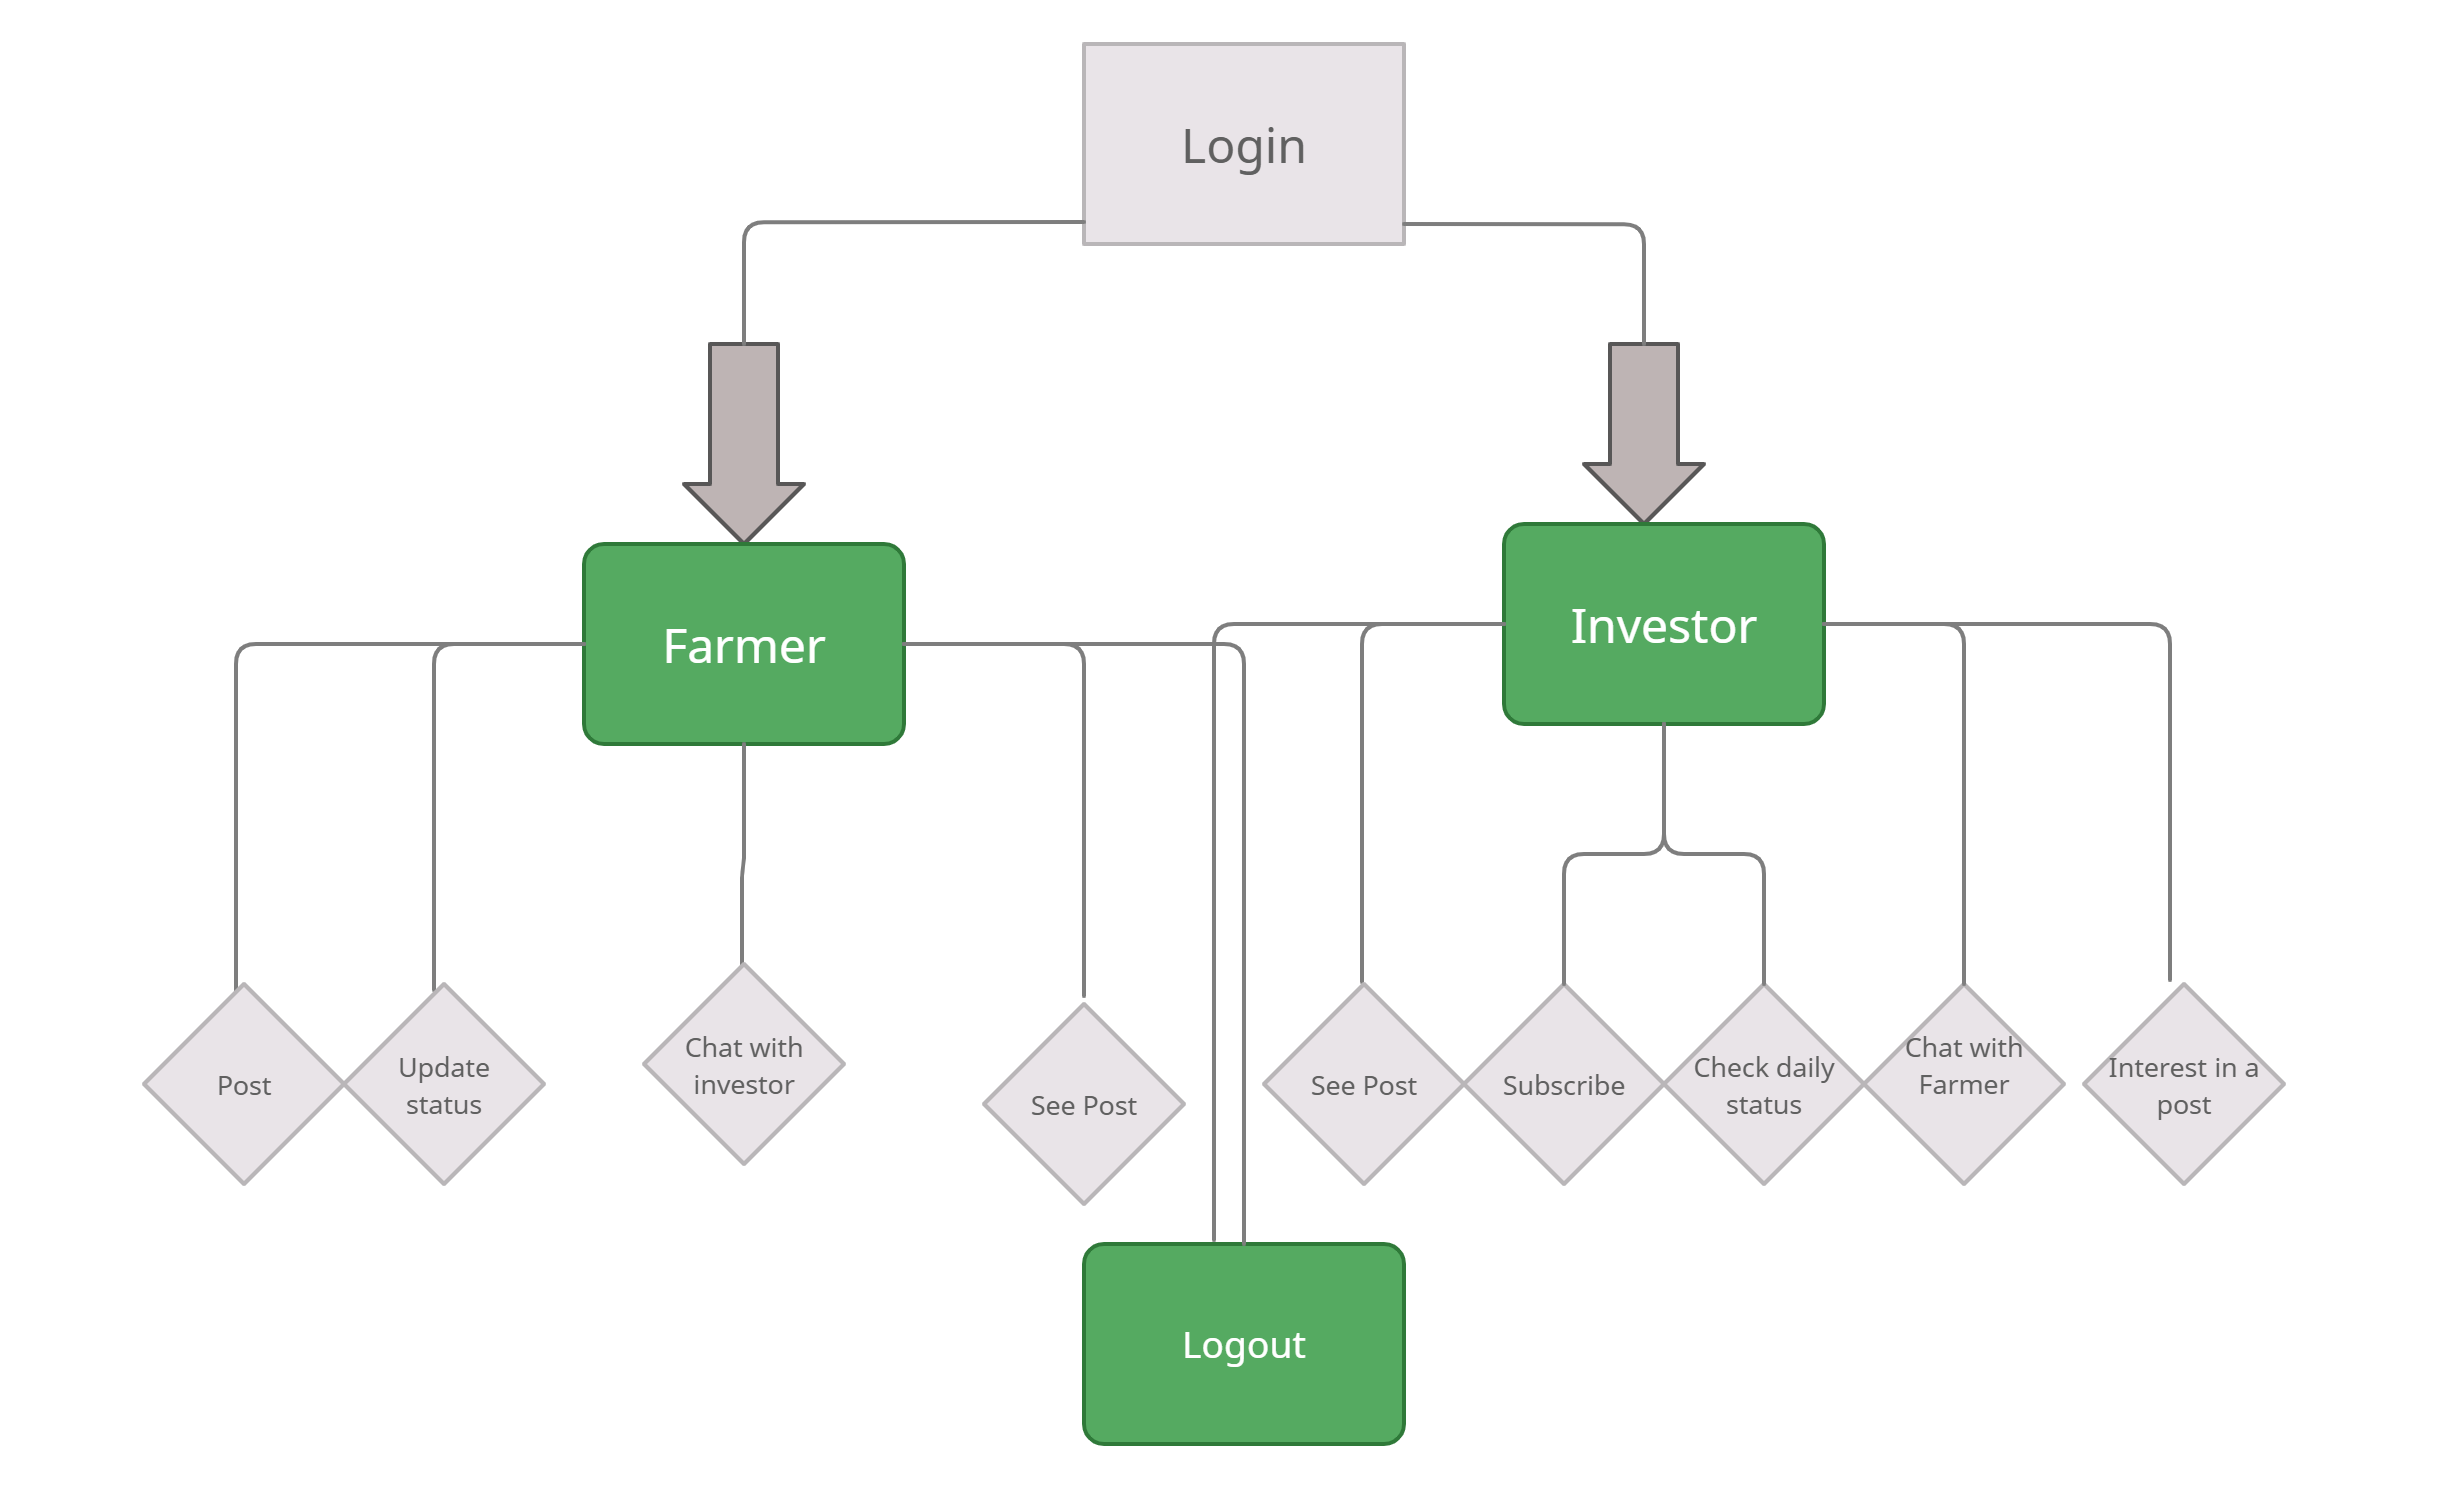 Login
Farmer
Investor
Post
Update
status
Chat with
investor
See Post
See Post
Subscribe
Check daily
status
Chat with
Farmer
Interest in a
post
Logout